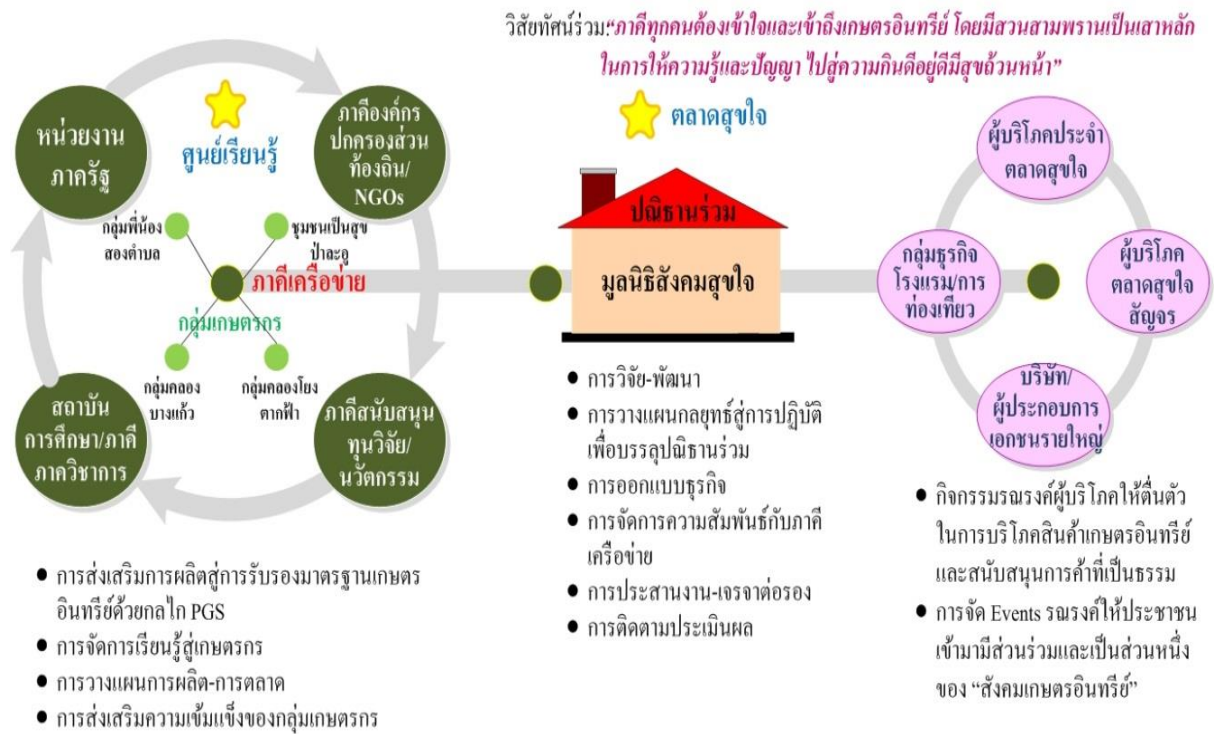 วิสัยทัศน์ร่วม:“ภาคีทุกคนต้องเข้าใจและเข้าถึงเกษตรอินทรีย์ โดยมีสวนสามพรานเป็นเสาหลัก
ในการให้ความรู้และปัญญา ไปสู่ความกินดีอยู่ดีมีสุขถ้วนหน้า”
หน่วยงาน
ภาครัฐ
ศูนย์เรียนรู้
ภาคีองค์กร
ปกครองส่วน
ท้องถิ่น/
NGOs
กลุ่มพี่น้อง
สองตำบล
ชุมชนเป็นสุข
ป่าละอู
ภาคีเครือข่าย
กลุ่มเกษตรกร
กลุ่มคลอง
บางแก้ว
กลุ่มคลองโยง
ตากฟ้า
สถาบัน
การศึกษา/ภาคี
ภาควิชาการ
ภาคีสนับสนุน
ทุนวิจัย/
นวัตกรรม
● การส่งเสริมการผลิตสู่การรับรองมาตรฐานเกษตร
อินทรีย์ด้วยกลไก PGS
● การจัดการเรียนรู้สู่เกษตรกร
● การวางแผนการผลิต-การตลาด
● การส่งเสริมความเข้มแข็งของกลุ่มเกษตรกร
ตลาดสุขใจ
ปณิธานร่วม
มูลนิธิสังคมสุขใจ
● การวิจัย-พัฒนา
● การวางแผนกลยุทธ์สู่การปฏิบัติ
เพื่อบรรลุปณิธานร่วม
● การออกแบบธุรกิจ
● การจัดการความสัมพันธ์กับภาคี
เครือข่าย
● การประสานงาน-เจรจาต่อรอง
● การติดตามประเมินผล
ผู้บริโภคประจำ
ตลาดสุขใจ
กลุ่มธุรกิจ
โรงแรม/การ
ท่องเที่ยว
ผู้บริโภค
ตลาดสุขใจ
สัญจร
บริษัท/
ผู้ประกอบการ
เอกชนรายใหญ่
● กิจกรรมรณรงค์ผู้บริโภคให้ตื่นตัว
ในการบริโภคสินค้าเกษตรอินทรีย์
และสนับสนุนการค้าที่เป็นธรรม
● การจัด Events รณรงค์ให้ประชาชน
เข้ามามีส่วนร่วมและเป็นส่วนหนึ่ง
ของ “สังคมเกษตรอินทรีย์”